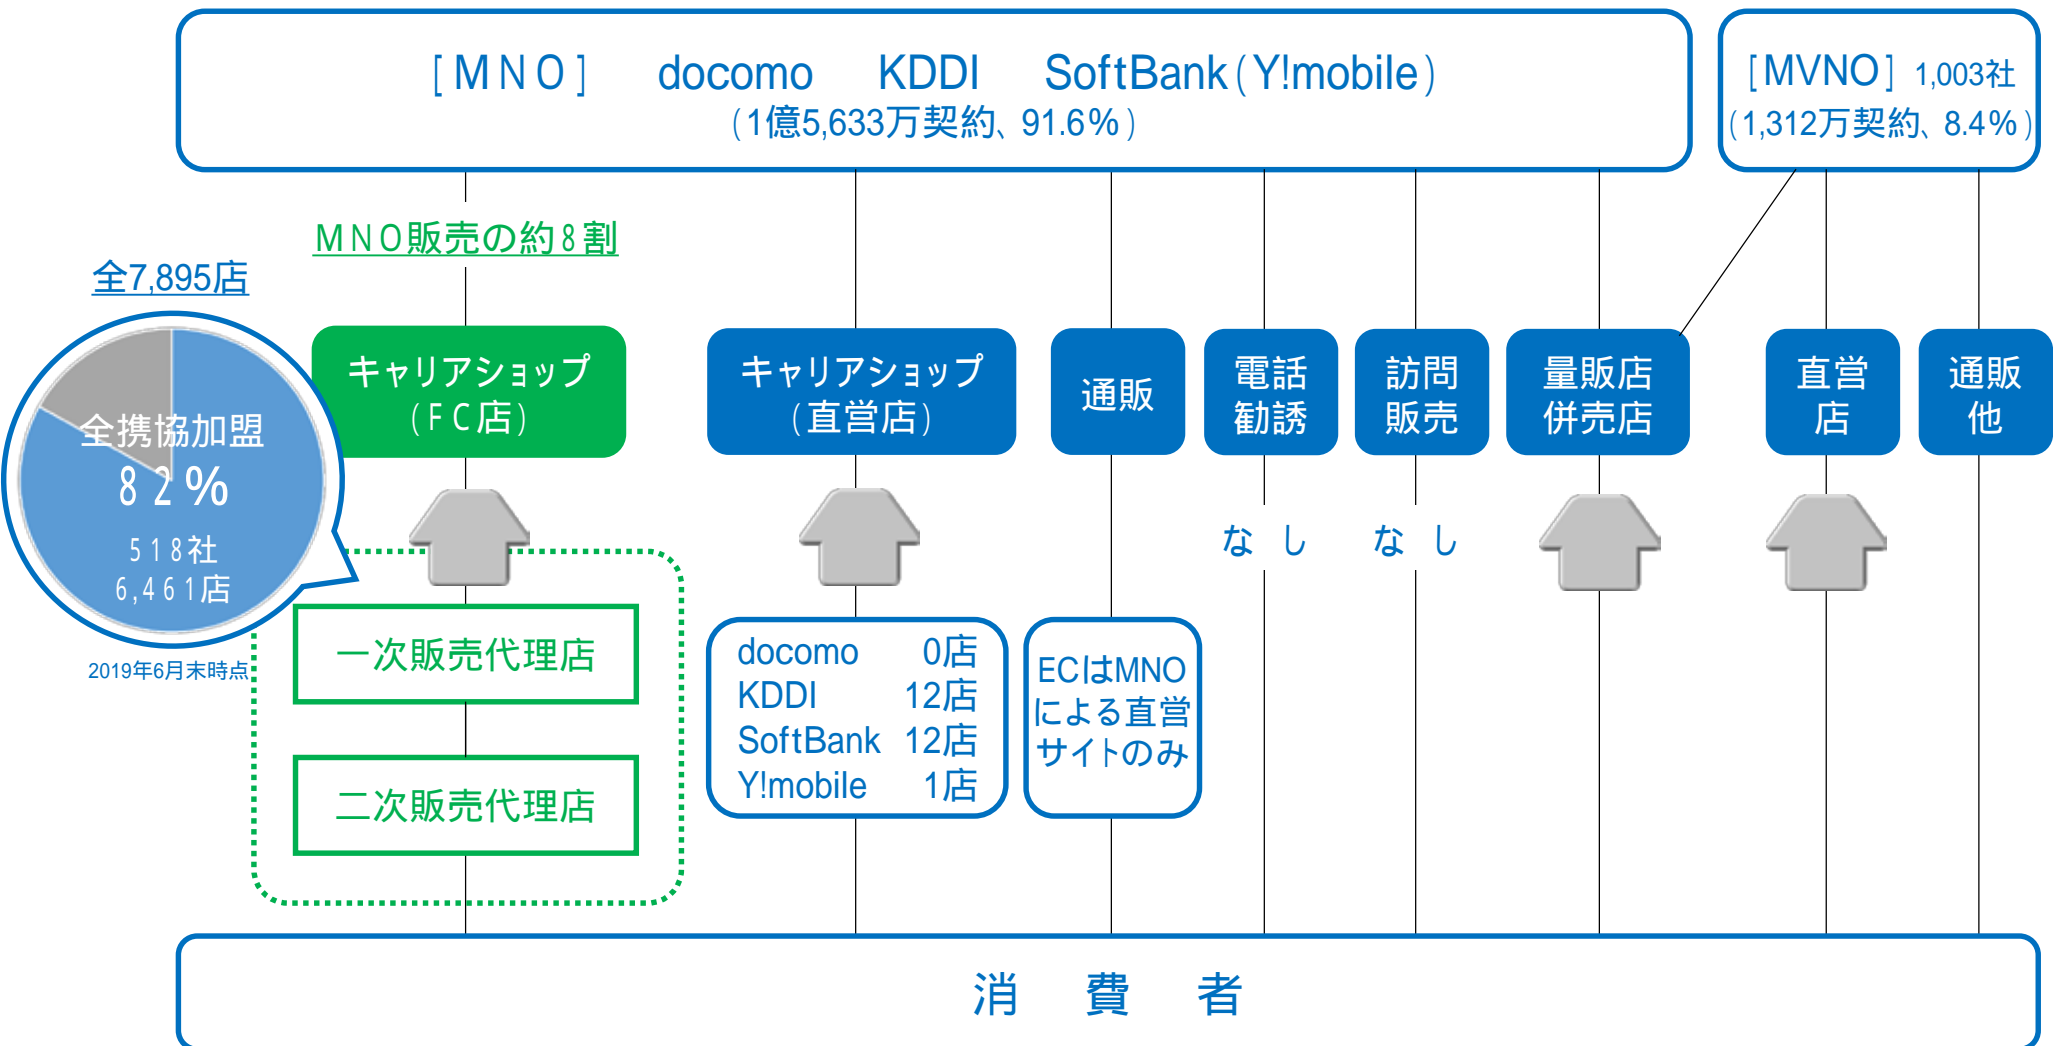 [MNO] docomo KDDI SoftBank(Y!mobile)
(1億5,633万契約、91.6%)
[MVNO] 1,003社
(1,312万契約、8.4%)
MNO販売の約8割
全7,895店
全携協加盟
82%
518社
6,461店
2019年6月末時点
キャリアショップ
(FC店)
キャリアショップ
(直営店)
通販
電話
勧誘
訪問
販売
量販店
併売店
直営
店
通販
他
なし
なし
一次販売代理店
二次販売代理店
docomo 0店
KDDI 12店
SoftBank 12店
Y!mobile 1店
ECはMNO
による直営
サイトのみ
消費者